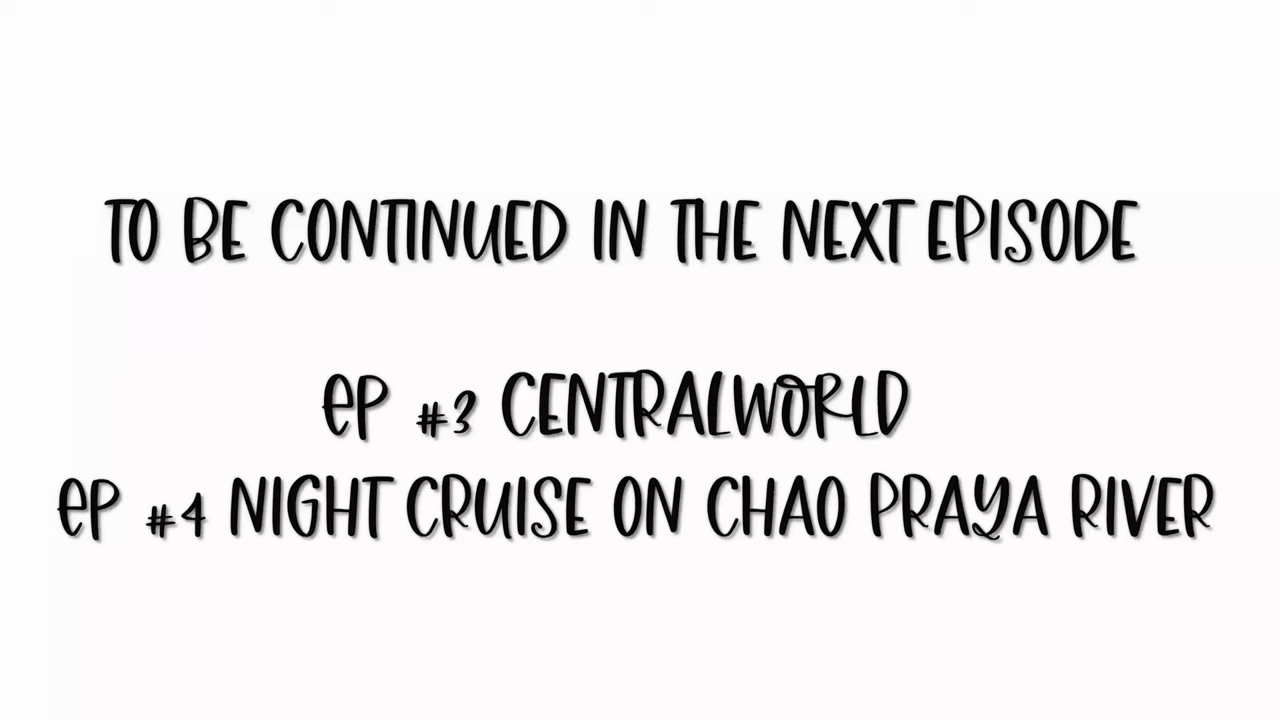 TO BE CONTINUED IN THE NEXT EPISODE
EP #3 CENTRALWORLD
EP #4 NIGHT CRUISE ON CHAO PRAYA RIVER